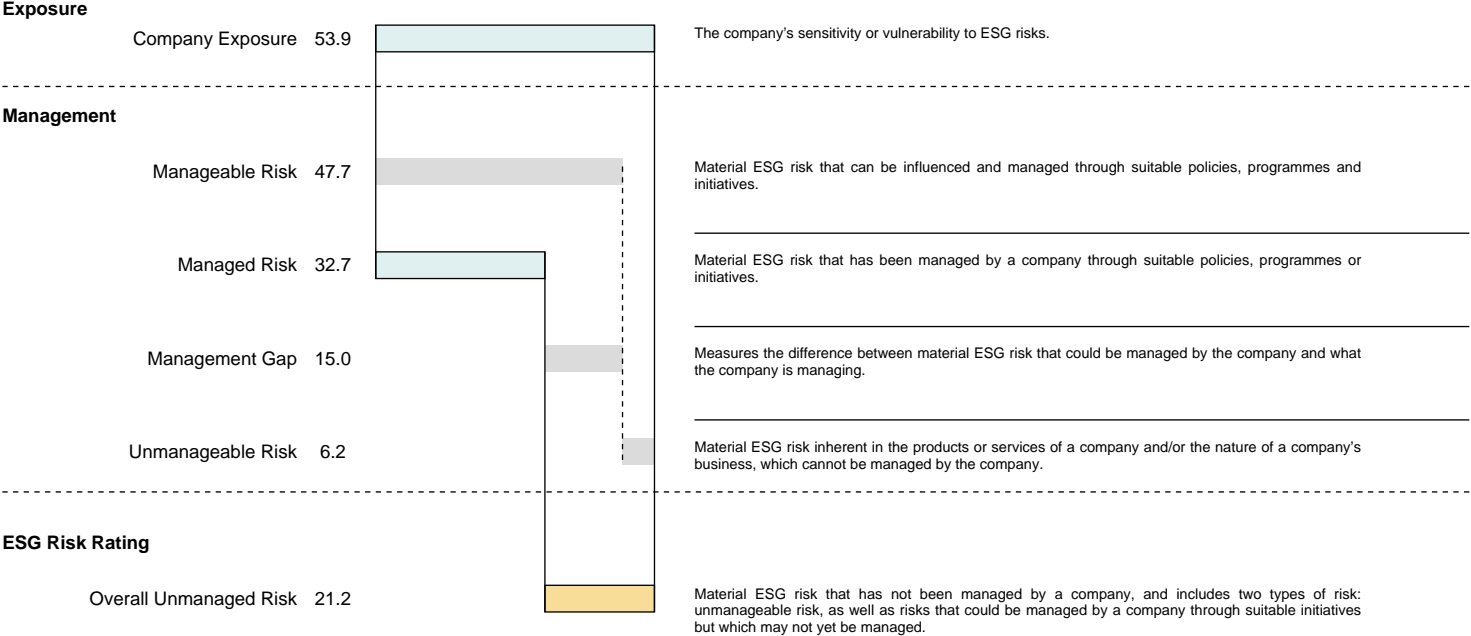 Exposure
Company Exposure 53.9
The company’s sensitivity or vulnerability to ESG risks.
Management
Manageable Risk 47.7
Material ESG risk that can be influenced and managed through suitable policies, programmes and
initiatives.
Managed Risk 32.7
Material ESG risk that has been managed by a company through suitable policies, programmes or
initiatives.
Management Gap 15.0
Measures the difference between material ESG risk that could be managed by the company and what
the company is managing.
Unmanageable Risk 6.2
Material ESG risk inherent in the products or services of a company and/or the nature of a company’s
business, which cannot be managed by the company.
ESG Risk Rating
Overall Unmanaged Risk 21.2
Material ESG risk that has not been managed by a company, and includes two types of risk:
unmanageable risk, as well as risks that could be managed by a company through suitable initiatives
but which may not yet be managed.